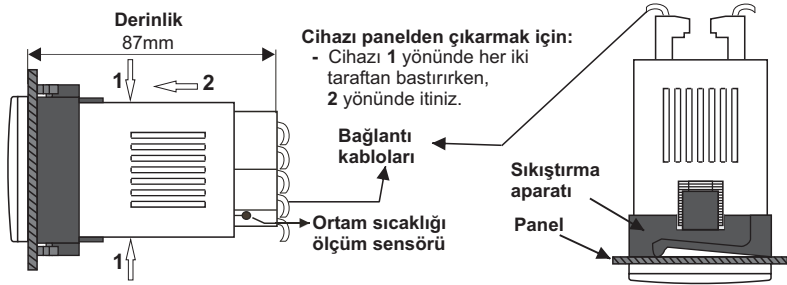 Derinlik
87mm
1
2
1
Cihazı panelden çıkarmak için:
- Cihazı 1 yönünde her iki
taraftan bastırırken,
2 yönünde itiniz.
Bağlantı
kabloları
Ortam sıcaklığı
ölçüm sensörü
Sıkıştırma
aparatı
Panel